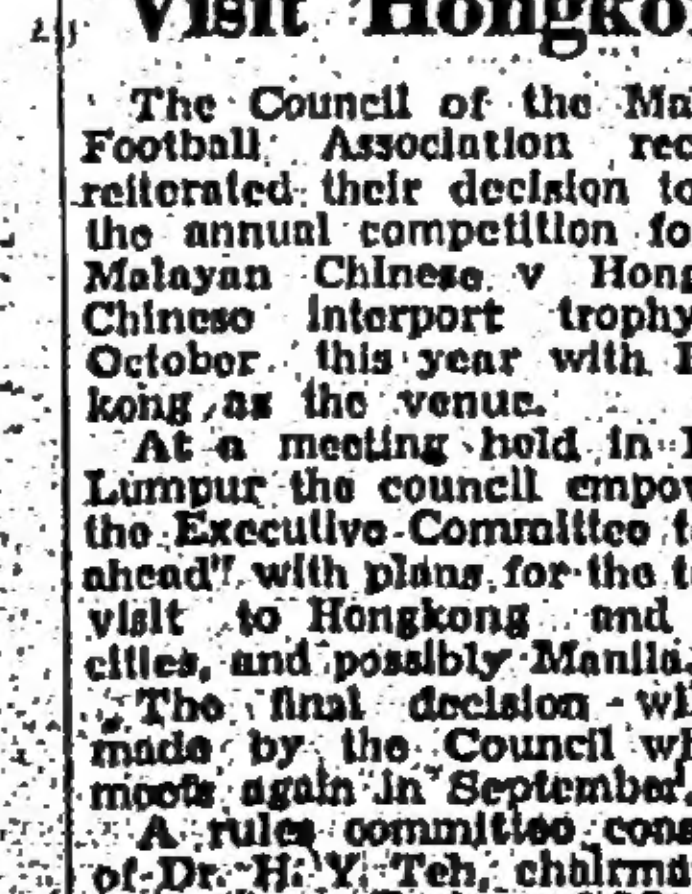 Visit Hongko
The Council of the Ma
Football Association rec
reiterated their decision to
the annual competition fo
Malayan Chinese v Hong
Chinese Interport trophy
October this year with H
kong as the venue.
At a meeting held in
Lumpur the council empow
the Executive Committee t
ahead" with plans for the t
visit to Hongkong and
cities, and possibly Manila.
The final decision wi
made by the Council wh
meets again in September.
A rules committee cons
of Dr. H. Y. Teh, chairma